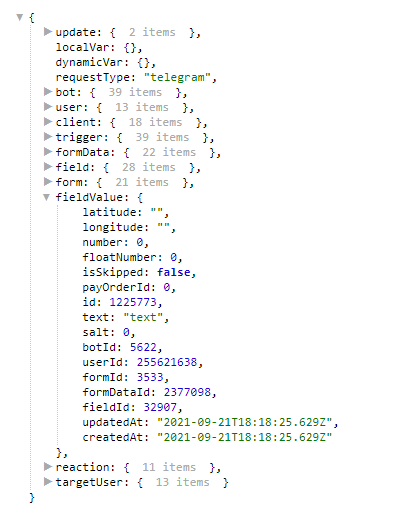 {
update: { 2 items },
localVar: {},
dynamicVar: {},
requestType: "telegram",
bot: { 39 items },
user: { 13 items },
client: { 18 items },
trigger: { 39 items },
formData: { 22 items },
field: { 28 items },
form: { 21 items },
fieldValue: {
latitude: "",
longitude: "",
number: 0,
floatNumber: 0,
isSkipped: false,
payOrderId: 0,
id: 1225773,
text: "text",
salt: 0,
botId: 5622,
userId: 255621638,
formId: 3533,
formDataId: 2377098,
fieldId: 32907,
updatedAt: "2021-09-21T18:18:25.629Z",
createdAt: "2021-09-21T18:18:25.629Z"
},
reaction: { 11 items },
targetUser: { 13 items }
}